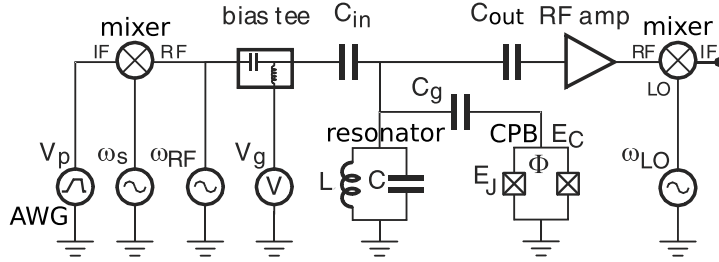 mixer
bias tee
C_in
C_out
RF amp
mixer
IF
RF
RF
IF
LO
C_g
resonator
CPB
E_C
V_p
ω_s
ω_RF
V_g
L
C
E_J
Φ
ω_LO
V
AWG